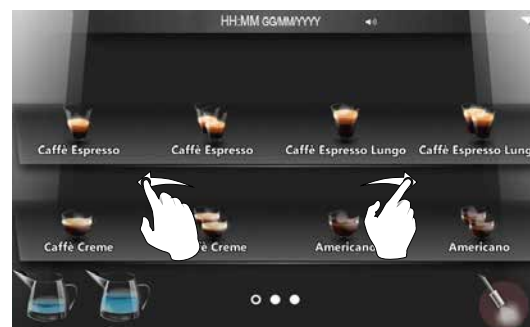 HH:MM GG/MM/YYYY
Caffè Espresso Caffè Espresso Caffè Espresso Lungo Caffè Espresso Lung
Caffè Creme è Creme American Americano